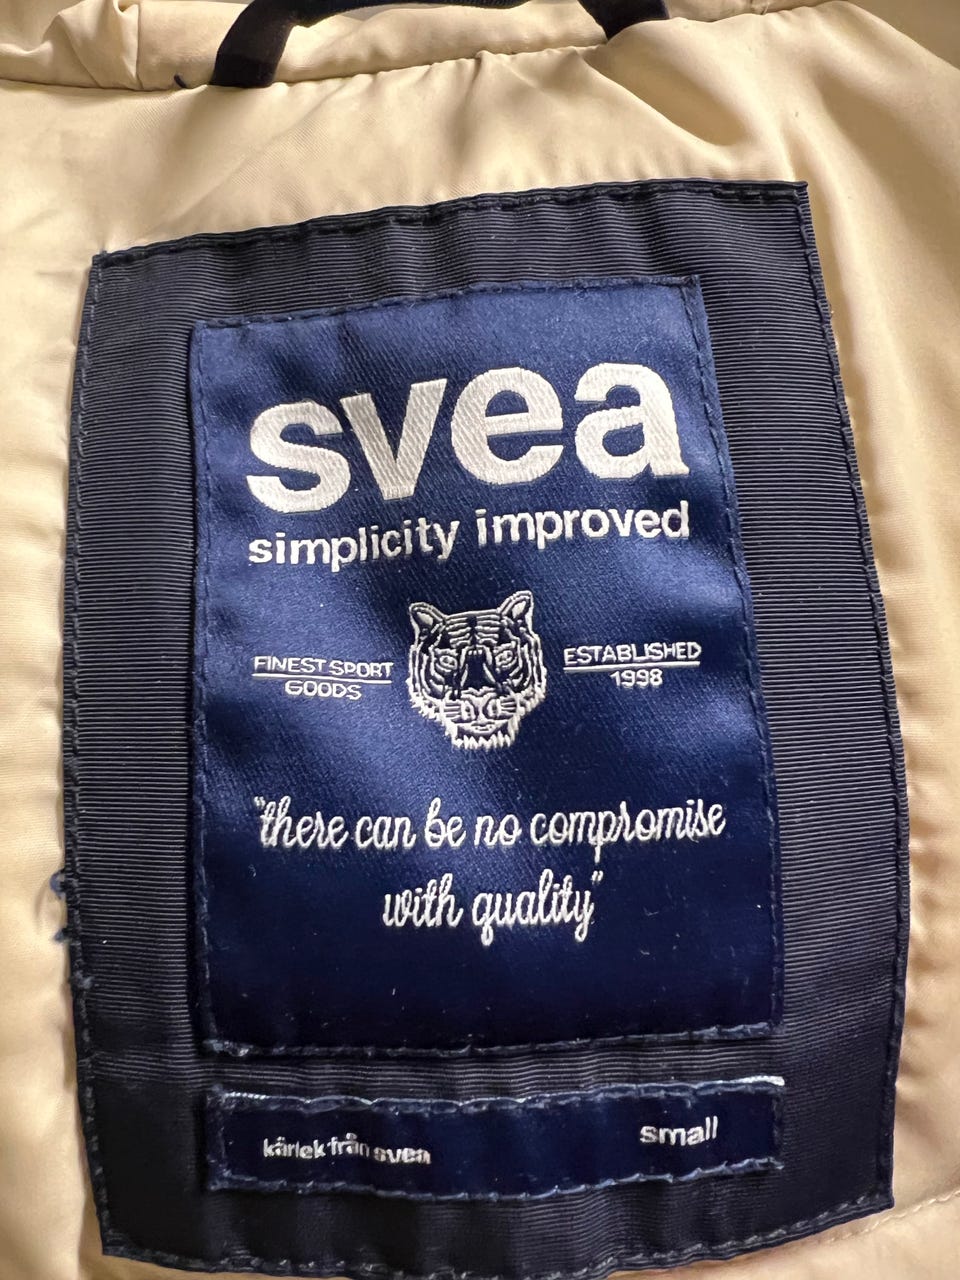 svea
simplicity improved
FINEST SPORT
GOODS
ESTABLISHED
1998
"there can be no compromise
with quality"
kärlek från svea
small